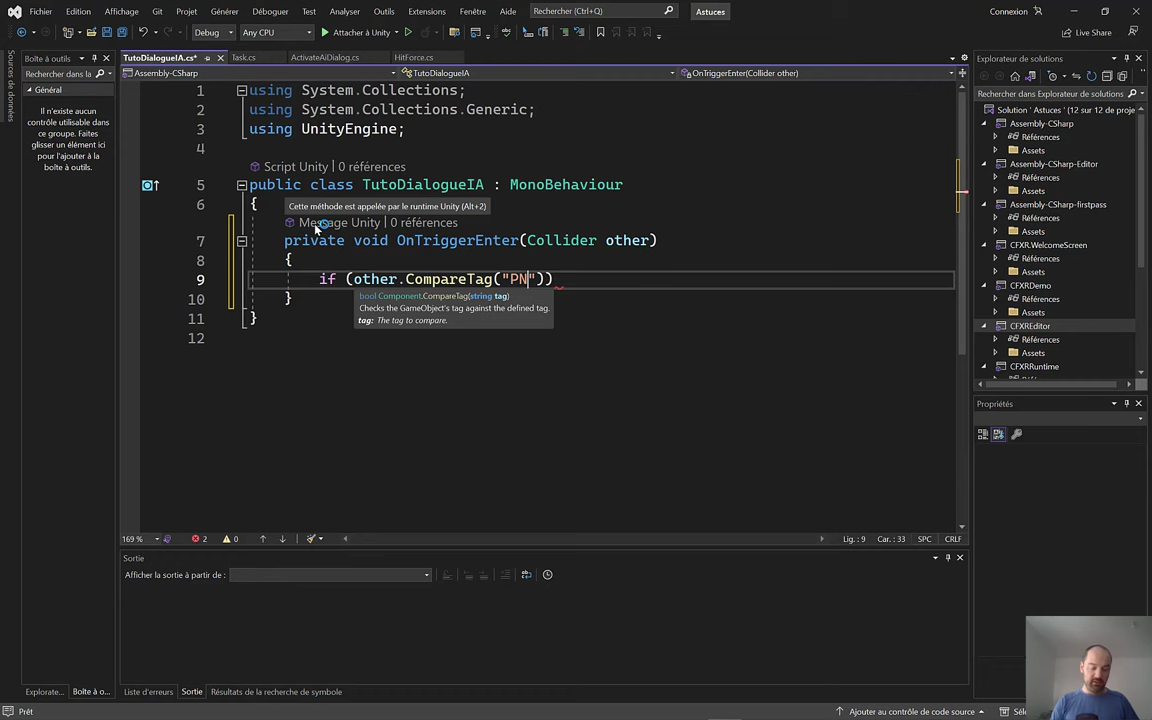 Fichier Edition Affichage Git Projet Générer Déboguer Test Analyser Outils Extensions Fenêtre Aide Rechercher (Ctrl+Q) Astuces Connexion
Debug Any CPU Attacher à Unity Live Share
Sources de données
Boîte à outils
Rechercher dans la
Général
Il n'existe aucun
contrôle utilisable dans
ce groupe. Faites
glisser un élément ici
pour l'ajouter à la
boîte à outils.
TutoDialogueIA.cs* Task.cs ActivateAiDialog.cs HitForce.cs
Assembly-CSharp TutoDialogueIA OnTriggerEnter(Collider other)
1 using System.Collections;
2 using System.Collections.Generic;
3 using UnityEngine;
4
Script Unity | 0 références
5 public class TutoDialogueIA : MonoBehaviour
6 {
Cette méthode est appelée par le runtime Unity (Alt+2)
Message Unity | 0 références
7 private void OnTriggerEnter(Collider other)
8 {
9 if (other.CompareTag("PN"))
10 }
bool Component.CompareTag(string tag)
Checks the GameObject's tag against the defined tag.
tag: The tag to compare.
11 }
12
169 % 2 0 Lig. : 9 Car. : 33 SPC CRLF
Sortie
Afficher la sortie à partir de :
Explorateur de solutions
Rechercher dans l'Explorateur de solutions
Solution ' Astuces ' (12 sur 12 de proje
Assembly-CSharp
Références
Assets
Assembly-CSharp-Editor
Références
Assets
Assembly-CSharp-firstpass
Références
Assets
CFXR.WelcomeScreen
Références
Assets
CFXRDemo
Références
Assets
CFXREditor
Références
Assets
CFXRRuntime
Propriétés
Explorate... Boîte à o... Liste d'erreurs Sortie Résultats de la recherche de symbole
Prêt Ajouter au contrôle de code source